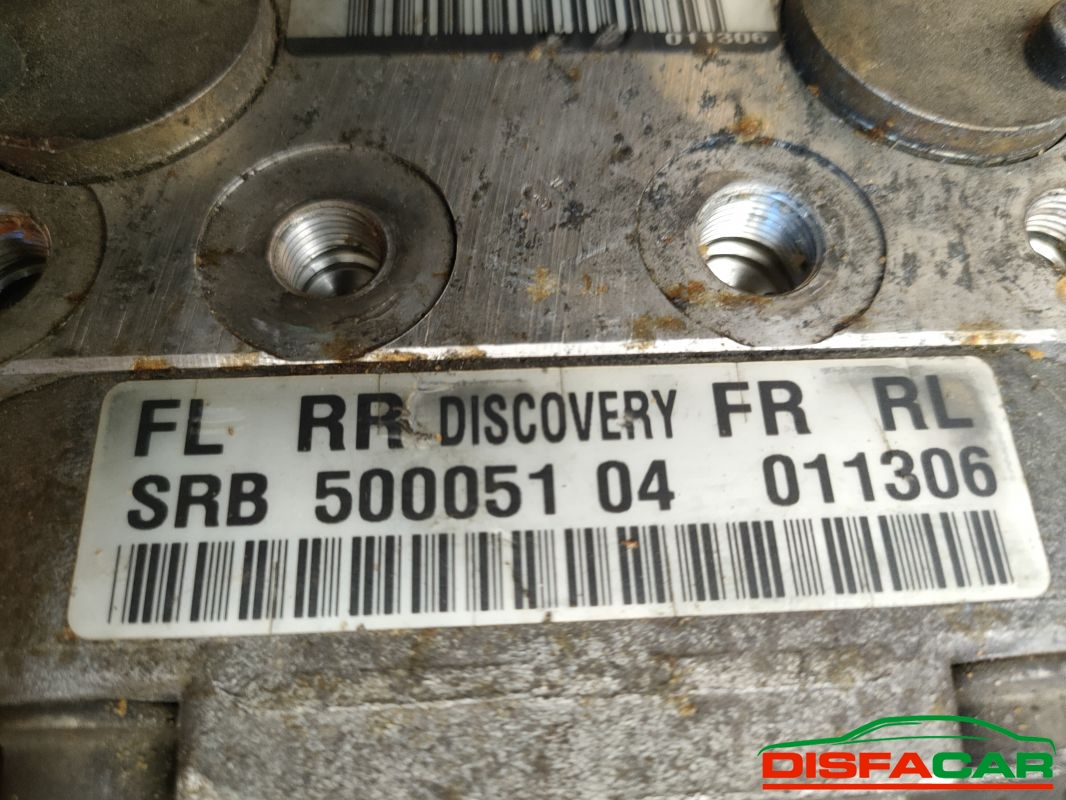 011306
FL RR DISCOVERY FR RL
SRB 500051 04 011306
DISFACAR